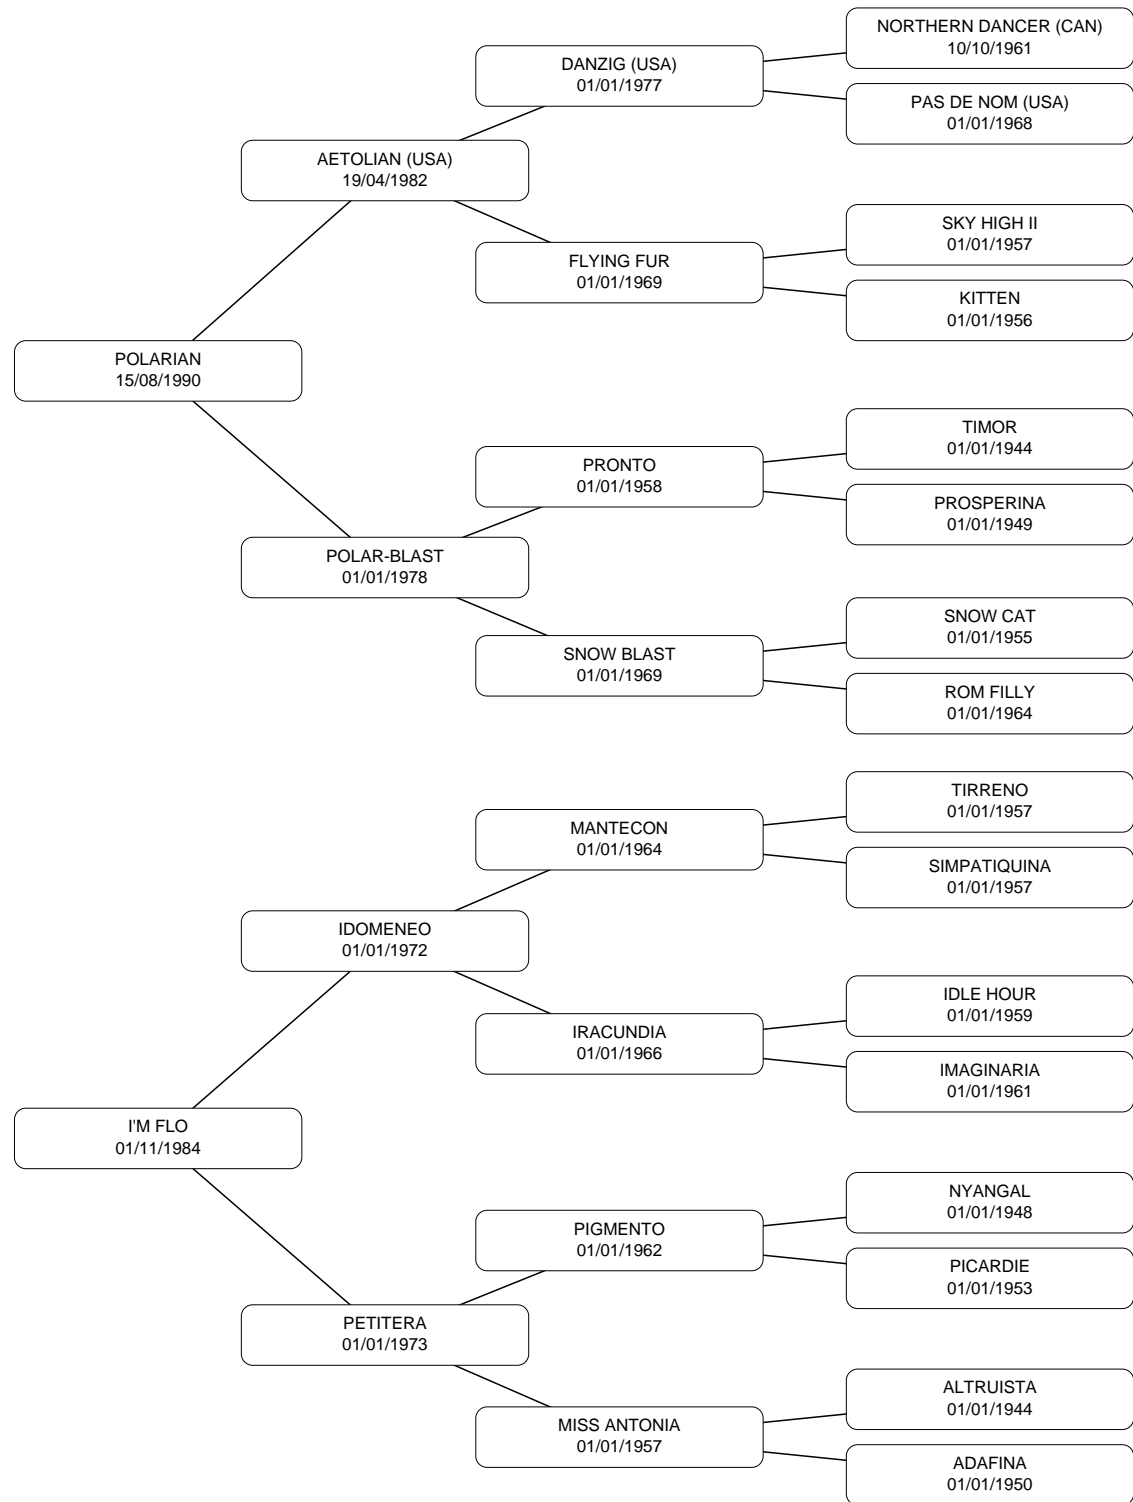 NORTHERN DANCER (CAN)
10/10/1961
DANZIG (USA)
01/01/1977
PAS DE NOM (USA)
01/01/1968
AETOLIAN (USA)
19/04/1982
SKY HIGH II
01/01/1957
FLYING FUR
01/01/1969
KITTEN
01/01/1956
POLARIAN
15/08/1990
TIMOR
01/01/1944
PRONTO
01/01/1958
PROSPERINA
01/01/1949
POLAR-BLAST
01/01/1978
SNOW CAT
01/01/1955
SNOW BLAST
01/01/1969
ROM FILLY
01/01/1964
TIRRENO
01/01/1957
MANTECON
01/01/1964
SIMPATIQUINA
01/01/1957
IDOMENEO
01/01/1972
IDLE HOUR
01/01/1959
IRACUNDIA
01/01/1966
IMAGINARIA
01/01/1961
I'M FLO
01/11/1984
NYANGAL
01/01/1948
PIGMENTO
01/01/1962
PICARDIE
01/01/1953
PETITERA
01/01/1973
ALTRUISTA
01/01/1944
MISS ANTONIA
01/01/1957
ADAFINA
01/01/1950